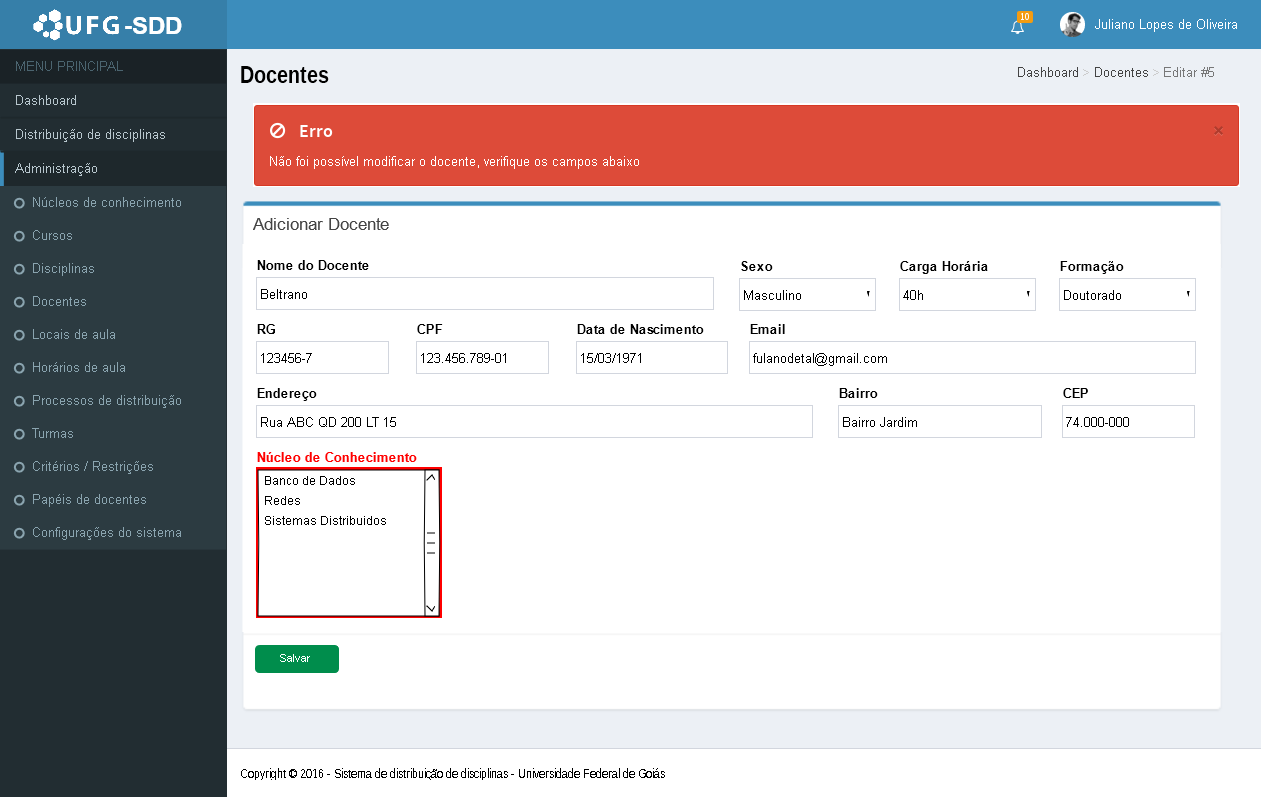 UFG-SDD
10
Juliano Lopes de Oliveira
MENU PRINCIPAL
Dashboard
Distribuição de disciplinas
Administração
Núcleos de conhecimento
Cursos
Disciplinas
Docentes
Locais de aula
Horários de aula
Processos de distribuição
Turmas
Critérios / Restrições
Papéis de docentes
Configurações do sistema
Docentes
Dashboard > Docentes > Editar #5
Erro
×
Não foi possível modificar o docente, verifique os campos abaixo
Adicionar Docente
Nome do Docente Sexo Carga Horária Formação
Beltrano Masculino 40h Doutorado
RG CPF Data de Nascimento Email
123456-7 123.456.789-01 15/03/1971 fulanodetal@gmail.com
Endereço Bairro CEP
Rua ABC QD 200 LT 15 Bairro Jardim 74.000-000
Núcleo de Conhecimento
Banco de Dados
Redes
Sistemas Distribuidos
Salvar
Copyright © 2016 - Sistema de distribuição de disciplinas - Universidade Federal de Goiás